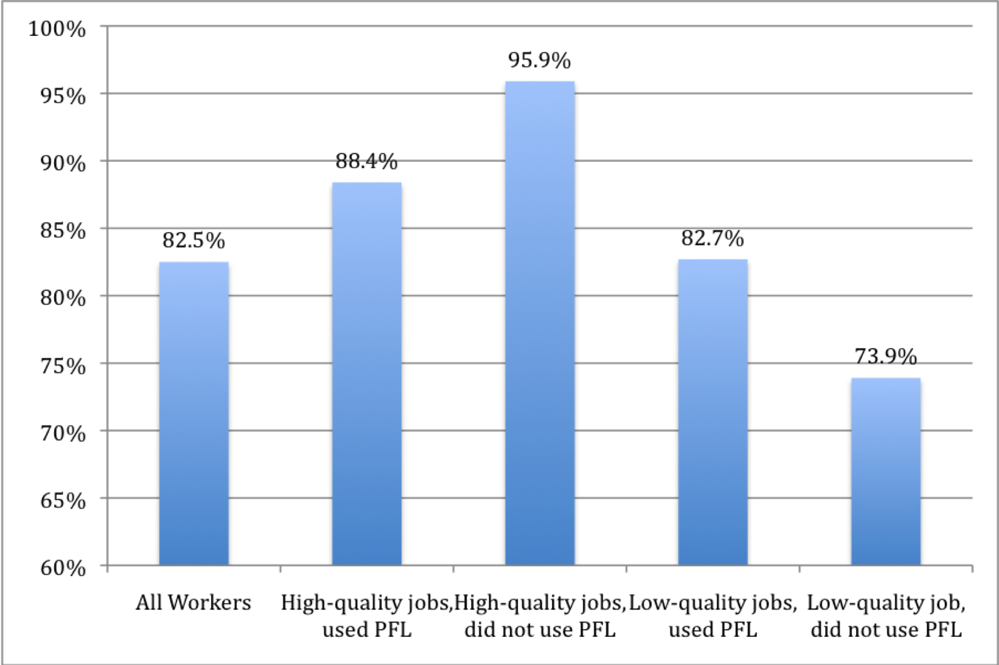 100%
95%
90%
85%
80%
75%
70%
65%
60%
82.5%
88.4%
95.9%
82.7%
73.9%
All Workers
High-quality jobs,
used PFL
High-quality jobs,
did not use PFL
Low-quality jobs,
used PFL
Low-quality job,
did not use PFL